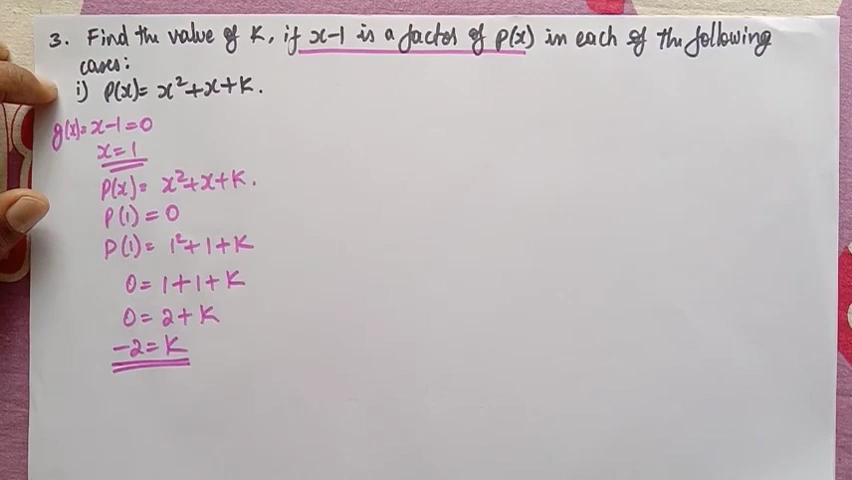 3. Find the value of K, if x-1 is a factor of P(x) in each of the following
cases:
i) P(x)= x²+x+K.
g(x)= x-1=0
x=1
P(x)= x²+x+K.
P(1)=0
P(1)= 1²+1+K
0=1+1+K
0=2+K
-2=K